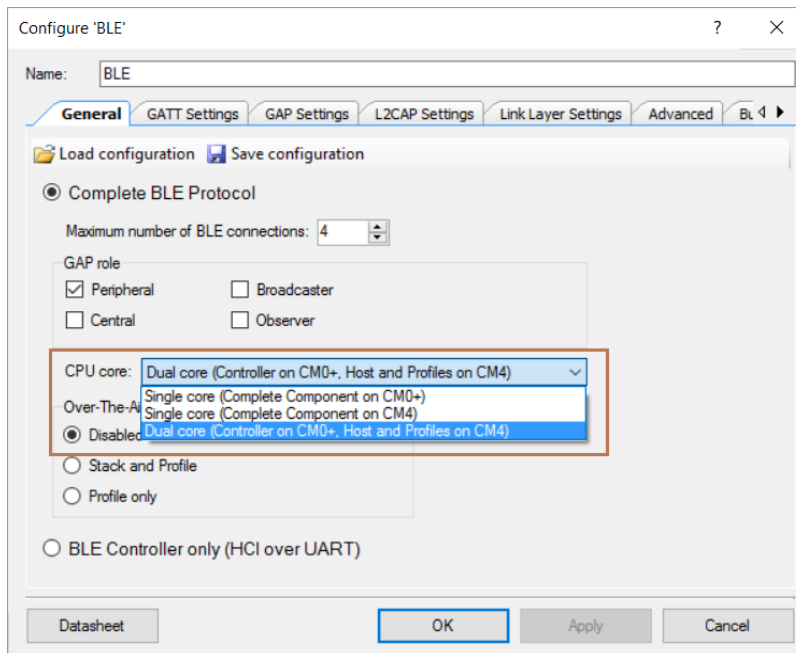 Configure 'BLE'
Name: BLE
General GATT Settings GAP Settings L2CAP Settings Link Layer Settings Advanced
Load configuration Save configuration
Complete BLE Protocol
Maximum number of BLE connections: 4
GAP role
Peripheral Broadcaster
Central Observer
CPU core: Dual core (Controller on CM0+, Host and Profiles on CM4)
Single core (Complete Component on CM0+)
Over-The-Ai
Single core (Complete Component on CM4)
Disabled Dual core (Controller on CM0+, Host and Profiles on CM4)
Stack and Profile
Profile only
BLE Controller only (HCI over UART)
Datasheet OK Apply Cancel